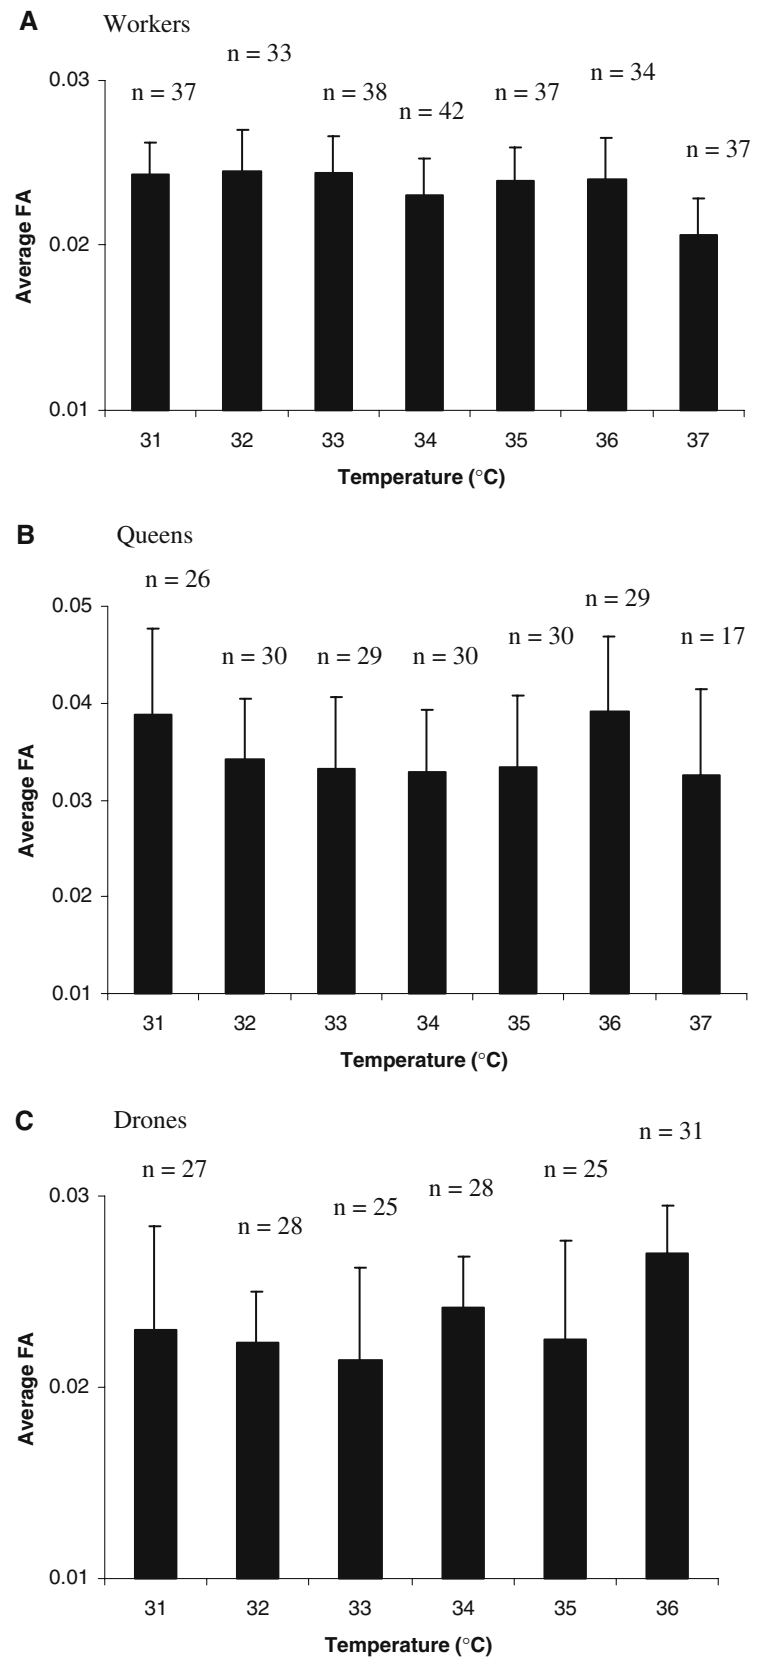 A Workers
n = 33
n = 34
0.03
n = 37
n = 38
n = 37
n = 42
n = 37
0.02
Average FA
0.01
31 32 33 34 35 36 37
Temperature (°C)
B Queens
n = 26
n = 29
0.05
n = 30
n = 17
n = 30
n = 29
n = 30
0.04
0.03
Average FA
0.02
0.01
31 32 33 34 35 36 37
Temperature (°C)
C Drones
n = 31
n = 27
n = 25
n = 28
0.03
n = 25
n = 28
0.02
Average FA
0.01
31 32 33 34 35 36
Temperature (°C)